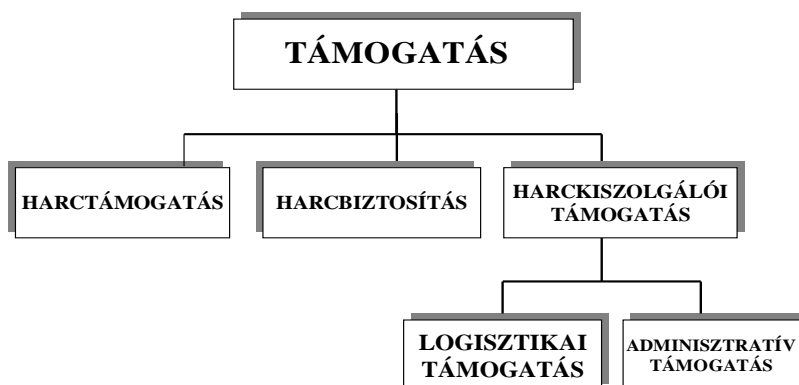 TÁMOGATÁS
HARCTÁMOGATÁS
HARCBIZTOSÍTÁS
HARCKISZOLGÁLÓI
TÁMOGATÁS
LOGISZTIKAI
TÁMOGATÁS
ADMINISZTRATÍV
TÁMOGATÁS